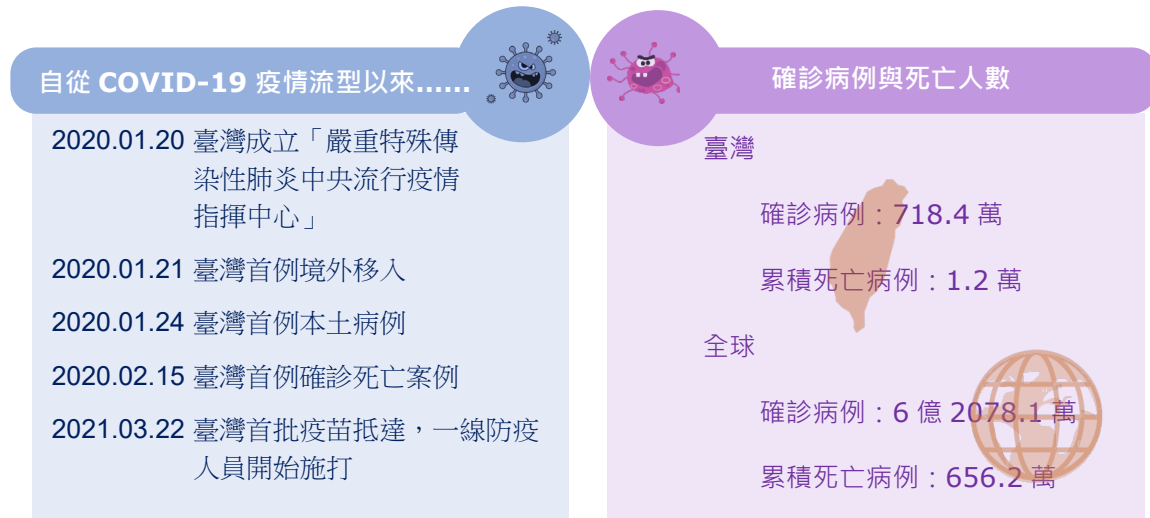 自從 COVID-19 疫情流型以來......
2020.01.20 臺灣成立「嚴重特殊傳
染性肺炎中央流行疫情
指揮中心」
2020.01.21 臺灣首例境外移入
2020.01.24 臺灣首例本土病例
2020.02.15 臺灣首例確診死亡案例
2021.03.22 臺灣首批疫苗抵達，一線防疫
人員開始施打
確診病例與死亡人數
臺灣
確診病例：718.4 萬
累積死亡病例：1.2 萬
全球
確診病例：6 億 2078.1 萬
累積死亡病例：656.2 萬